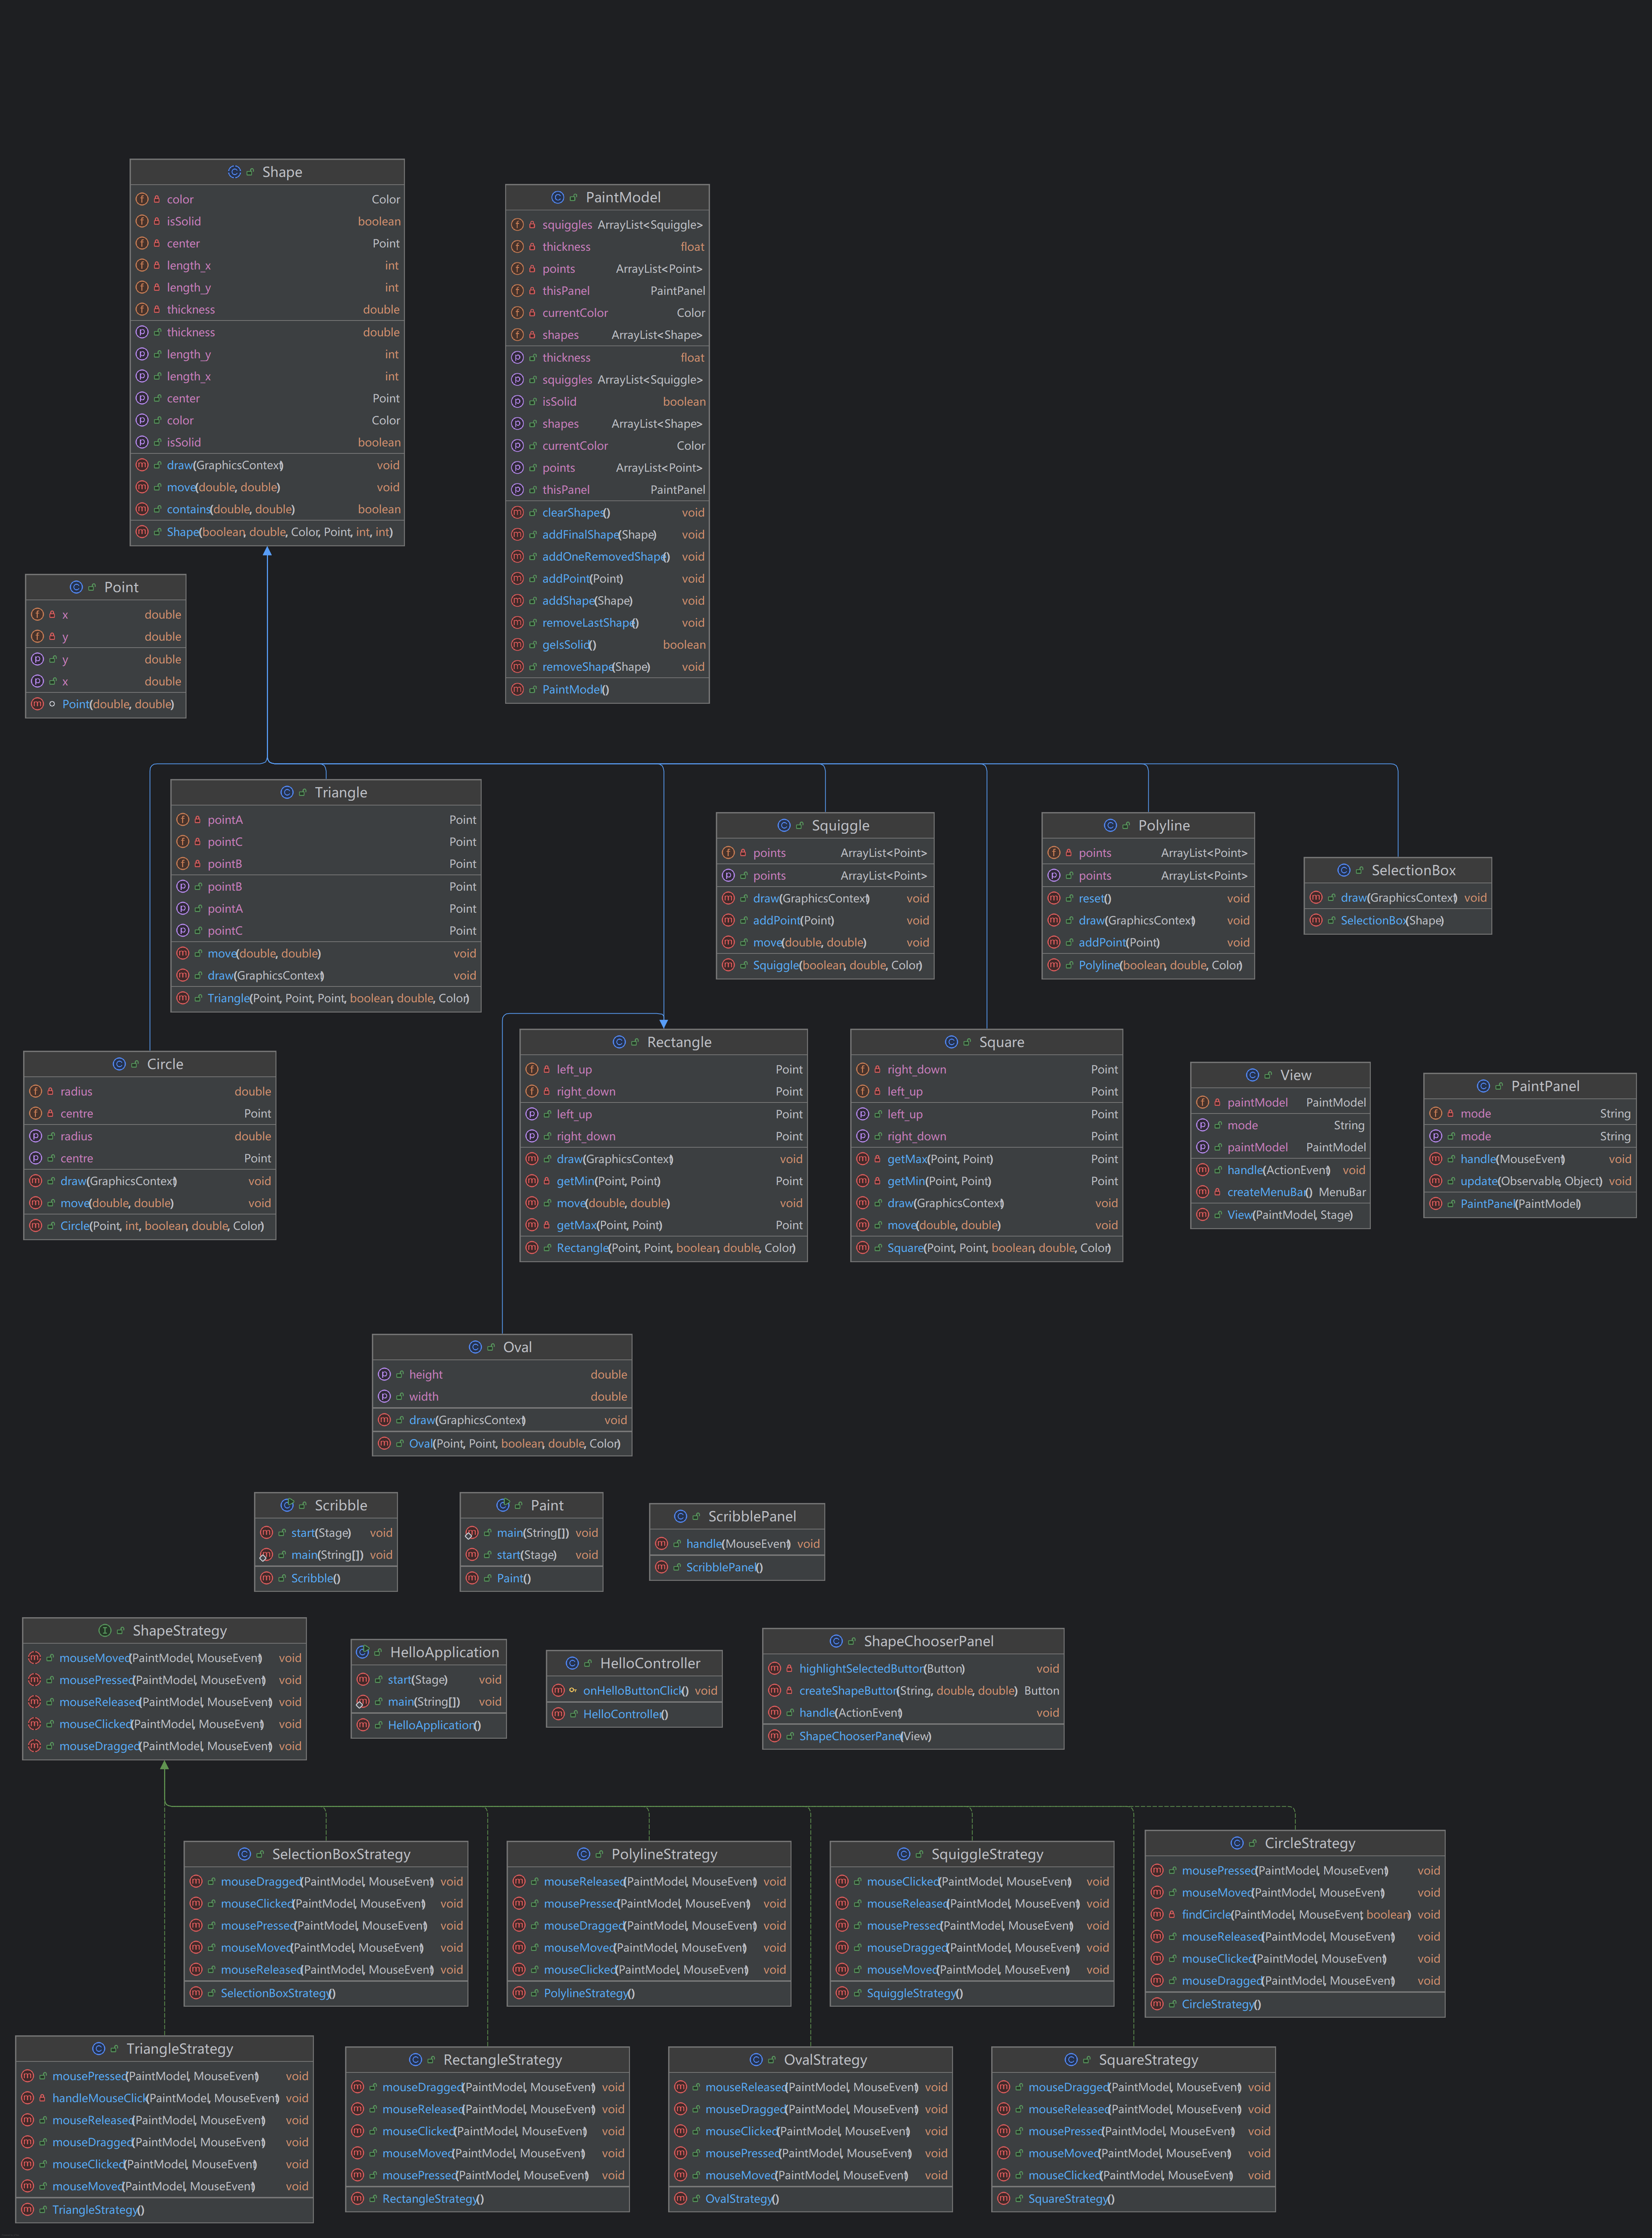 Shape
color Color
isSolid boolean
center Point
length_x int
length_y int
thickness double
thickness double
length_y int
length_x int
center Point
color Color
isSolid boolean
draw(GraphicsContext) void
move(double, double) void
contains(double, double) boolean
Shape(boolean, double, Color, Point, int, int)
PaintModel
squiggles ArrayList<Squiggle>
thickness float
points ArrayList<Point>
thisPanel PaintPanel
currentColor Color
shapes ArrayList<Shape>
thickness float
squiggles ArrayList<Squiggle>
isSolid boolean
shapes ArrayList<Shape>
currentColor Color
points ArrayList<Point>
thisPanel PaintPanel
clearShapes() void
addFinalShape(Shape) void
addOneRemovedShape() void
addPoint(Point) void
addShape(Shape) void
removeLastShape() void
geIsSolid() boolean
removeShape(Shape) void
PaintModel()
Point
x double
y double
y double
x double
Point(double, double)
Triangle
pointA Point
pointC Point
pointB Point
pointB Point
pointA Point
pointC Point
move(double, double) void
draw(GraphicsContext) void
Triangle(Point, Point, Point, boolean, double, Color)
Squiggle
points ArrayList<Point>
points ArrayList<Point>
draw(GraphicsContext) void
addPoint(Point) void
move(double, double) void
Squiggle(boolean, double, Color)
Polyline
points ArrayList<Point>
points ArrayList<Point>
reset() void
draw(GraphicsContext) void
addPoint(Point) void
Polyline(boolean, double, Color)
SelectionBox
draw(GraphicsContext) void
SelectionBox(Shape)
Circle
radius double
centre Point
radius double
centre Point
draw(GraphicsContext) void
move(double, double) void
Circle(Point, int, boolean, double, Color)
Rectangle
left_up Point
right_down Point
left_up Point
right_down Point
draw(GraphicsContext) void
getMin(Point, Point) Point
move(double, double) void
getMax(Point, Point) Point
Rectangle(Point, Point, boolean, double, Color)
Square
right_down Point
left_up Point
left_up Point
right_down Point
getMax(Point, Point) Point
getMin(Point, Point) Point
draw(GraphicsContext) void
move(double, double) void
Square(Point, Point, boolean, double, Color)
View
paintModel PaintModel
mode String
paintModel PaintModel
handle(ActionEvent) void
createMenuBar() MenuBar
View(PaintModel, Stage)
PaintPanel
mode String
mode String
handle(MouseEvent) void
update(Observable, Object) void
PaintPanel(PaintModel)
Oval
height double
width double
draw(GraphicsContext) void
Oval(Point, Point, boolean, double, Color)
Scribble
start(Stage) void
main(String[]) void
Scribble()
Paint
main(String[]) void
start(Stage) void
Paint()
ScribblePanel
handle(MouseEvent) void
ScribblePanel()
ShapeStrategy
mouseMoved(PaintModel, MouseEvent) void
mousePressed(PaintModel, MouseEvent) void
mouseReleased(PaintModel, MouseEvent) void
mouseClicked(PaintModel, MouseEvent) void
mouseDragged(PaintModel, MouseEvent) void
HelloApplication
start(Stage) void
main(String[]) void
HelloApplication()
HelloController
onHelloButtonClick() void
HelloController()
ShapeChooserPanel
highlightSelectedButton(Button) void
createShapeButton(String, double, double) Button
handle(ActionEvent) void
ShapeChooserPanel(View)
SelectionBoxStrategy
mouseDragged(PaintModel, MouseEvent) void
mouseClicked(PaintModel, MouseEvent) void
mousePressed(PaintModel, MouseEvent) void
mouseMoved(PaintModel, MouseEvent) void
mouseReleased(PaintModel, MouseEvent) void
SelectionBoxStrategy()
PolylineStrategy
mouseReleased(PaintModel, MouseEvent) void
mousePressed(PaintModel, MouseEvent) void
mouseDragged(PaintModel, MouseEvent) void
mouseMoved(PaintModel, MouseEvent) void
mouseClicked(PaintModel, MouseEvent) void
PolylineStrategy()
SquiggleStrategy
mouseClicked(PaintModel, MouseEvent) void
mouseReleased(PaintModel, MouseEvent) void
mousePressed(PaintModel, MouseEvent) void
mouseDragged(PaintModel, MouseEvent) void
mouseMoved(PaintModel, MouseEvent) void
SquiggleStrategy()
CircleStrategy
mousePressed(PaintModel, MouseEvent) void
mouseMoved(PaintModel, MouseEvent) void
findCircle(PaintModel, MouseEvent, boolean) void
mouseReleased(PaintModel, MouseEvent) void
mouseClicked(PaintModel, MouseEvent) void
mouseDragged(PaintModel, MouseEvent) void
CircleStrategy()
TriangleStrategy
mousePressed(PaintModel, MouseEvent) void
handleMouseClick(PaintModel, MouseEvent) void
mouseReleased(PaintModel, MouseEvent) void
mouseDragged(PaintModel, MouseEvent) void
mouseClicked(PaintModel, MouseEvent) void
mouseMoved(PaintModel, MouseEvent) void
TriangleStrategy()
RectangleStrategy
mouseDragged(PaintModel, MouseEvent) void
mouseReleased(PaintModel, MouseEvent) void
mouseClicked(PaintModel, MouseEvent) void
mouseMoved(PaintModel, MouseEvent) void
mousePressed(PaintModel, MouseEvent) void
RectangleStrategy()
OvalStrategy
mouseReleased(PaintModel, MouseEvent) void
mouseDragged(PaintModel, MouseEvent) void
mouseClicked(PaintModel, MouseEvent) void
mousePressed(PaintModel, MouseEvent) void
mouseMoved(PaintModel, MouseEvent) void
OvalStrategy()
SquareStrategy
mouseDragged(PaintModel, MouseEvent) void
mouseReleased(PaintModel, MouseEvent) void
mousePressed(PaintModel, MouseEvent) void
mouseMoved(PaintModel, MouseEvent) void
mouseClicked(PaintModel, MouseEvent) void
SquareStrategy()